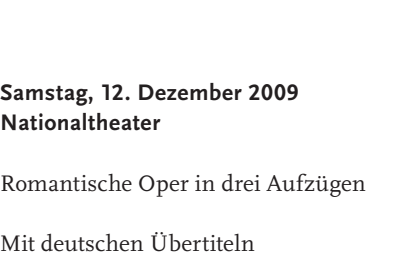 Samstag, 12. Dezember 2009
Nationaltheater
Romantische Oper in drei Aufzügen
Mit deutschen Übertiteln